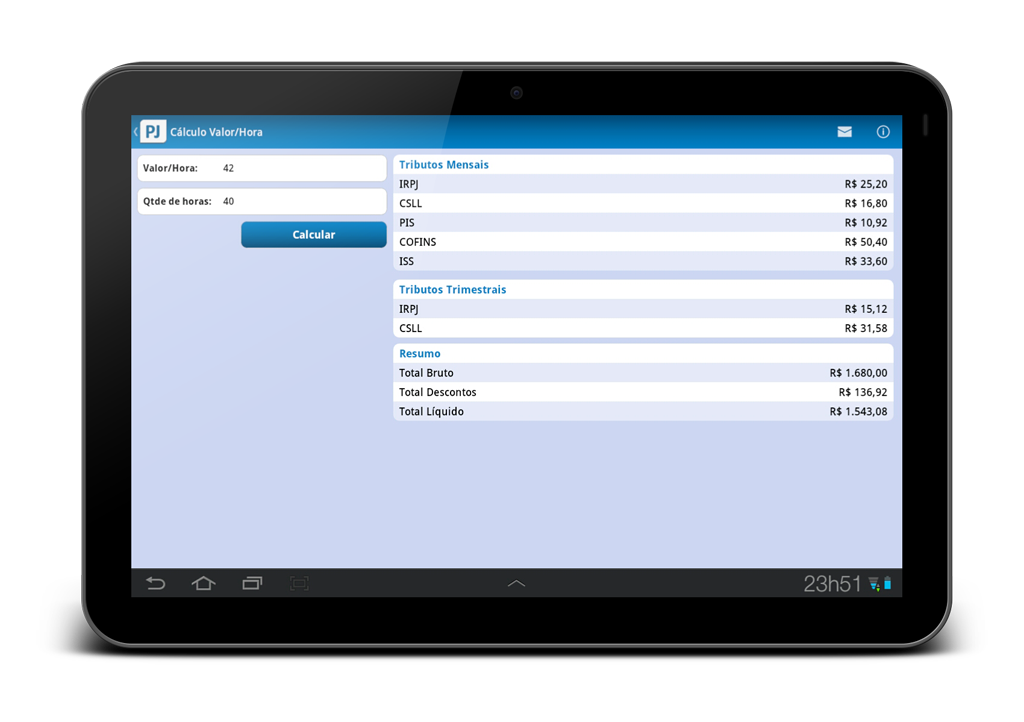 PJ Cálculo Valor/Hora
Valor/Hora: 42
Qtde de horas: 40
Calcular
Tributos Mensais
IRPJ R$ 25,20
CSLL R$ 16,80
PIS R$ 10,92
COFINS R$ 50,40
ISS R$ 33,60
Tributos Trimestrais
IRPJ R$ 15,12
CSLL R$ 31,58
Resumo
Total Bruto R$ 1.680,00
Total Descontos R$ 136,92
Total Líquido R$ 1.543,08
23h51